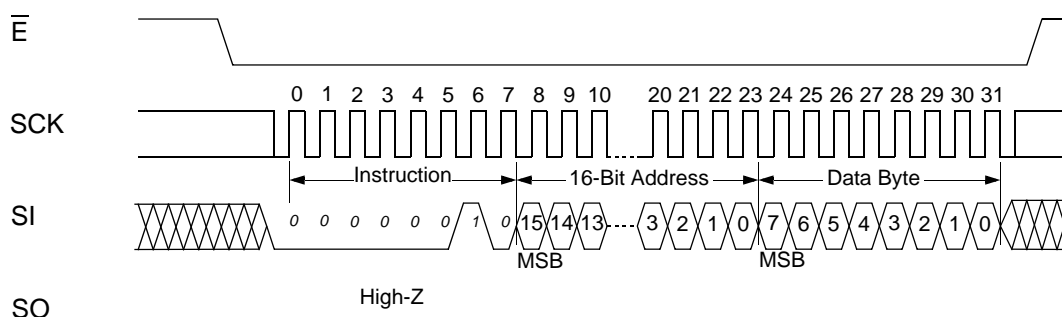 E
0 1 2 3 4 5 6 7 8 9 10 20 21 22 23 24 25 26 27 28 29 30 31
SCK
Instruction 16-Bit Address Data Byte
SI 0 0 0 0 0 0 1 0 15 14 13 3 2 1 0 7 6 5 4 3 2 1 0
MSB MSB
High-Z
SO